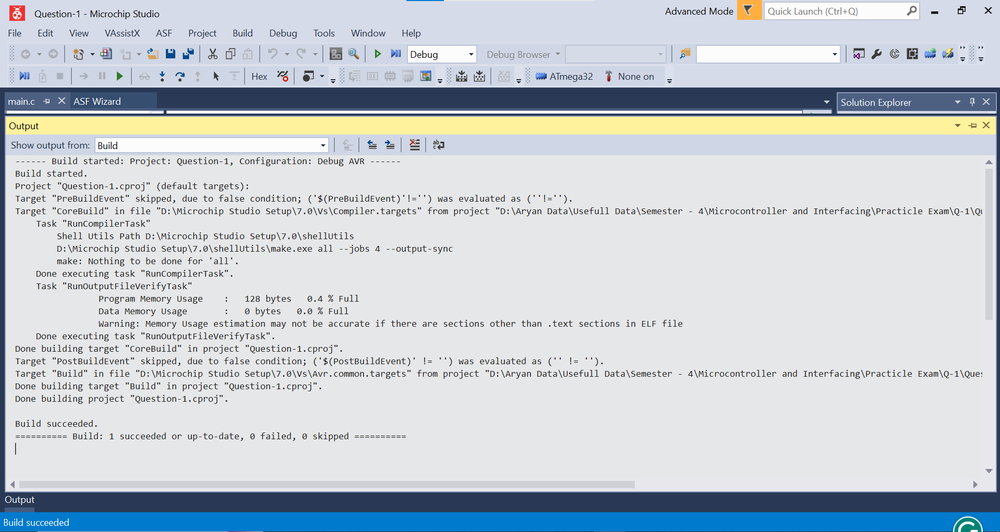 Question-1 - Microchip Studio
Advanced Mode
Quick Launch (Ctrl+Q)
File Edit View VAssistX ASF Project Build Debug Tools Window Help
Debug
Debug Browser
Hex
ATmega32
None on
main.c
ASF Wizard
Solution Explorer
Output
Show output from: Build
------ Build started: Project: Question-1, Configuration: Debug AVR ------
Build started.
Project "Question-1.cproj" (default targets):
Target "PreBuildEvent" skipped, due to false condition; ('$(PreBuildEvent)'!='') was evaluated as (''!='').
Target "CoreBuild" in file "D:\Microchip Studio Setup\7.0\Vs\Compiler.targets" from project "D:\Aryan Data\Usefull Data\Semester - 4\Microcontroller and Interfacing\Practicle Exam\Q-1\Qu
Task "RunCompilerTask"
Shell Utils Path D:\Microchip Studio Setup\7.0\shellUtils
D:\Microchip Studio Setup\7.0\shellUtils\make.exe all --jobs 4 --output-sync
make: Nothing to be done for 'all'.
Done executing task "RunCompilerTask".
Task "RunOutputFileVerifyTask"
Program Memory Usage : 128 bytes 0.4 % Full
Data Memory Usage : 0 bytes 0.0 % Full
Warning: Memory Usage estimation may not be accurate if there are sections other than .text sections in ELF file
Done executing task "RunOutputFileVerifyTask".
Done building target "CoreBuild" in project "Question-1.cproj".
Target "PostBuildEvent" skipped, due to false condition; ('$(PostBuildEvent)' != '') was evaluated as ('' != '').
Target "Build" in file "D:\Microchip Studio Setup\7.0\Vs\Avr.common.targets" from project "D:\Aryan Data\Usefull Data\Semester - 4\Microcontroller and Interfacing\Practicle Exam\Q-1\Ques
Done building target "Build" in project "Question-1.cproj".
Done building project "Question-1.cproj".
Build succeeded.
========== Build: 1 succeeded or up-to-date, 0 failed, 0 skipped ==========
Output
Build succeeded